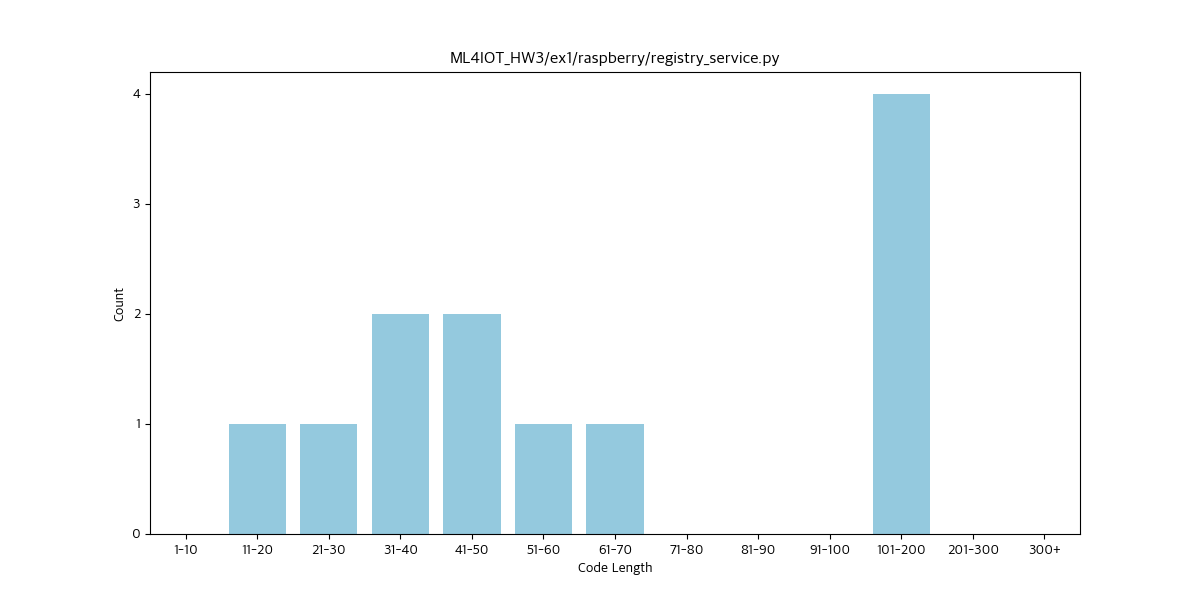 ML4IOT_HW3/ex1/raspberry/registry_service.py
4
3
2
1
0
Count
1-10 11-20 21-30 31-40 41-50 51-60 61-70 71-80 81-90 91-100 101-200 201-300 300+
Code Length